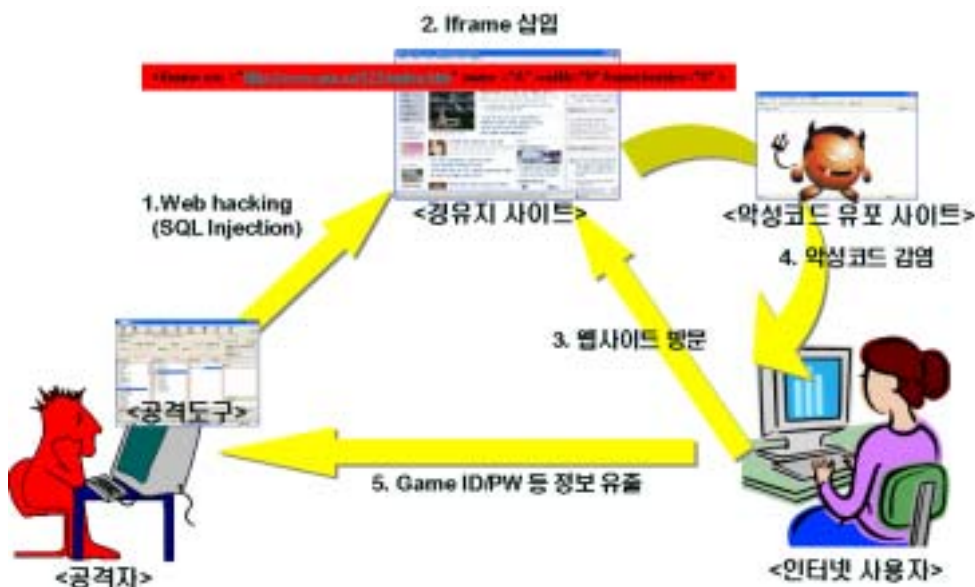 2. Iframe 삽입
<경유지 사이트>
<악성코드 유포 사이트>
1.Web hacking
(SQL Injection)
4. 악성코드 감염
3. 웹사이트 방문
<공격도구>
5. Game ID/PW 등 정보 유출
<공격자>
<인터넷 사용자>